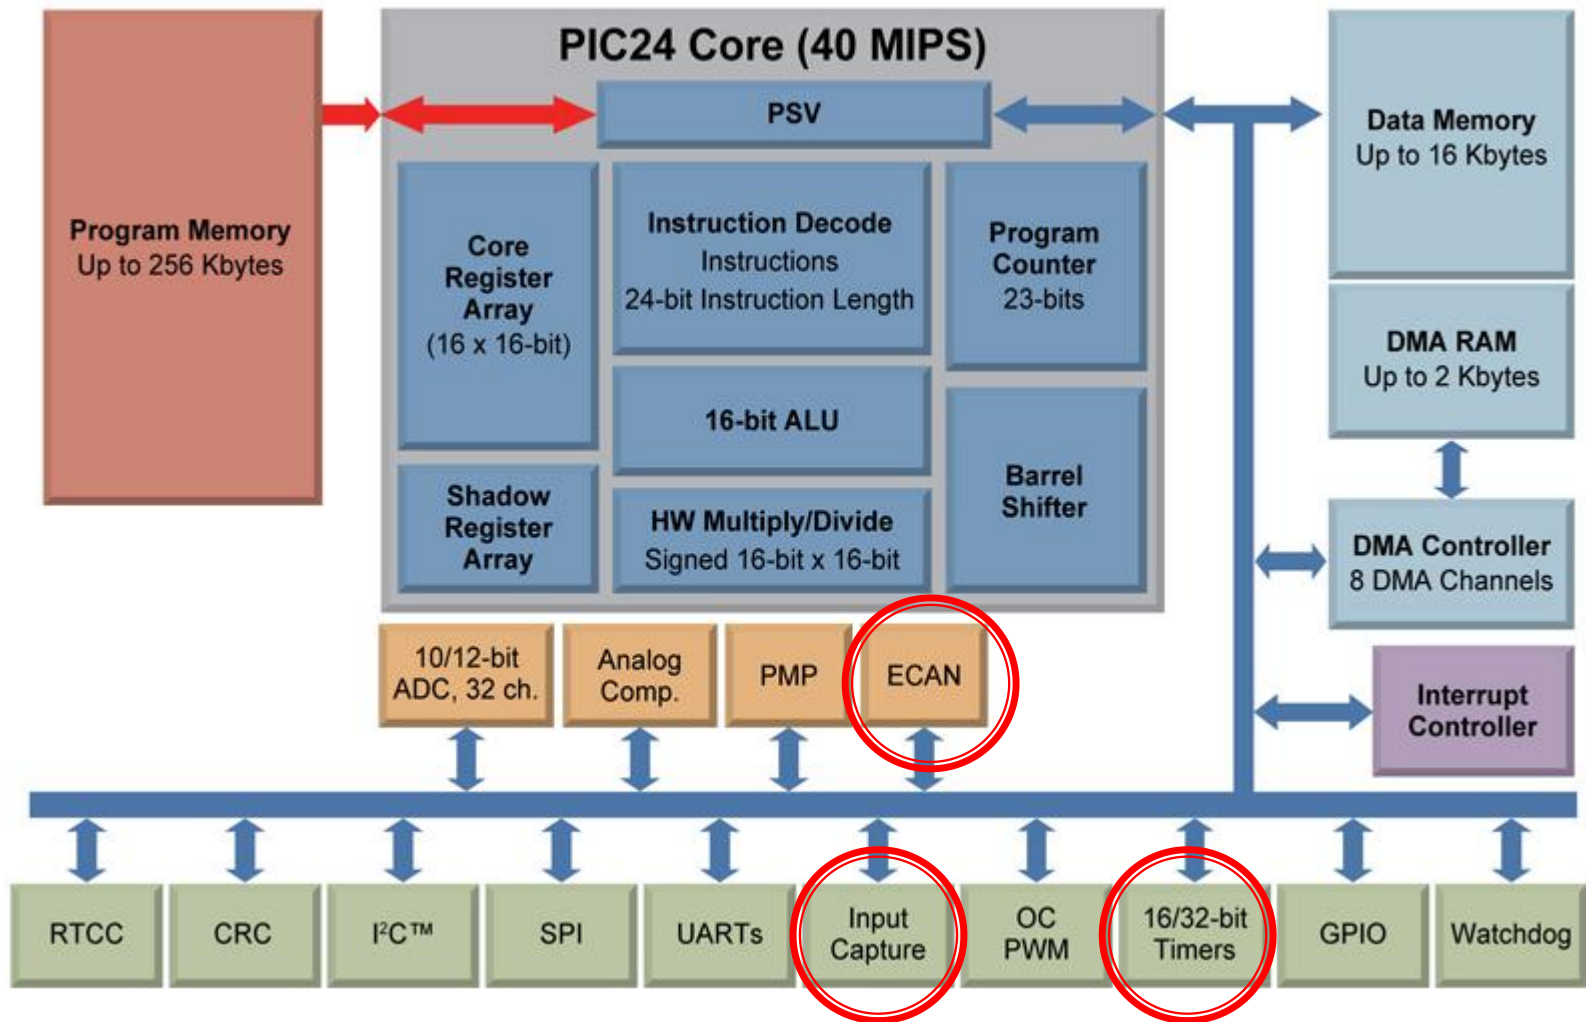 PIC24 Core (40 MIPS)
Program Memory
Up to 256 Kbytes
PSV
Core
Register
Array
(16 x 16-bit)
Instruction Decode
Instructions
24-bit Instruction Length
Program
Counter
23-bits
16-bit ALU
Shadow
Register
Array
HW Multiply/Divide
Signed 16-bit x 16-bit
Barrel
Shifter
Data Memory
Up to 16 Kbytes
DMA RAM
Up to 2 Kbytes
DMA Controller
8 DMA Channels
Interrupt
Controller
10/12-bit
ADC, 32 ch.
Analog
Comp.
PMP
ECAN
RTCC
CRC
I²C™
SPI
UARTs
Input
Capture
OC
PWM
16/32-bit
Timers
GPIO
Watchdog